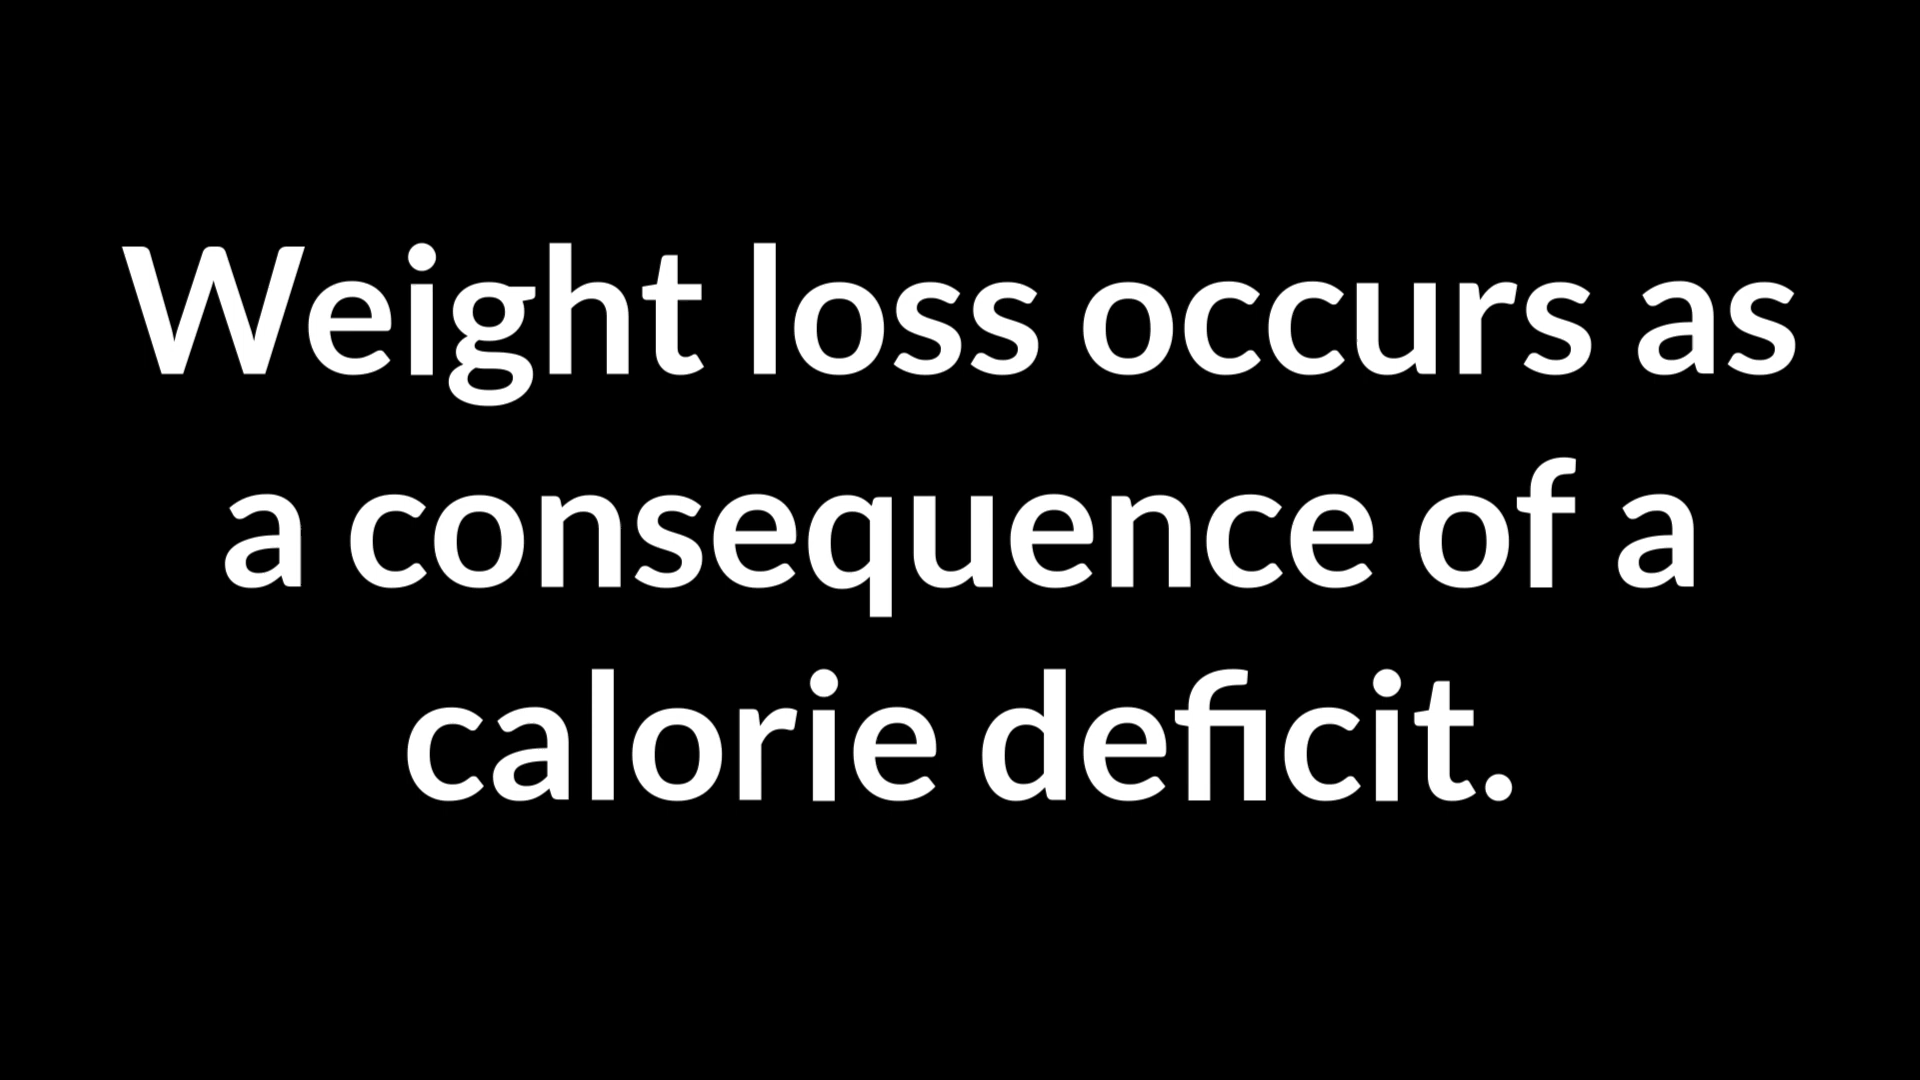 Weight loss occurs as
a consequence of a
calorie deficit.